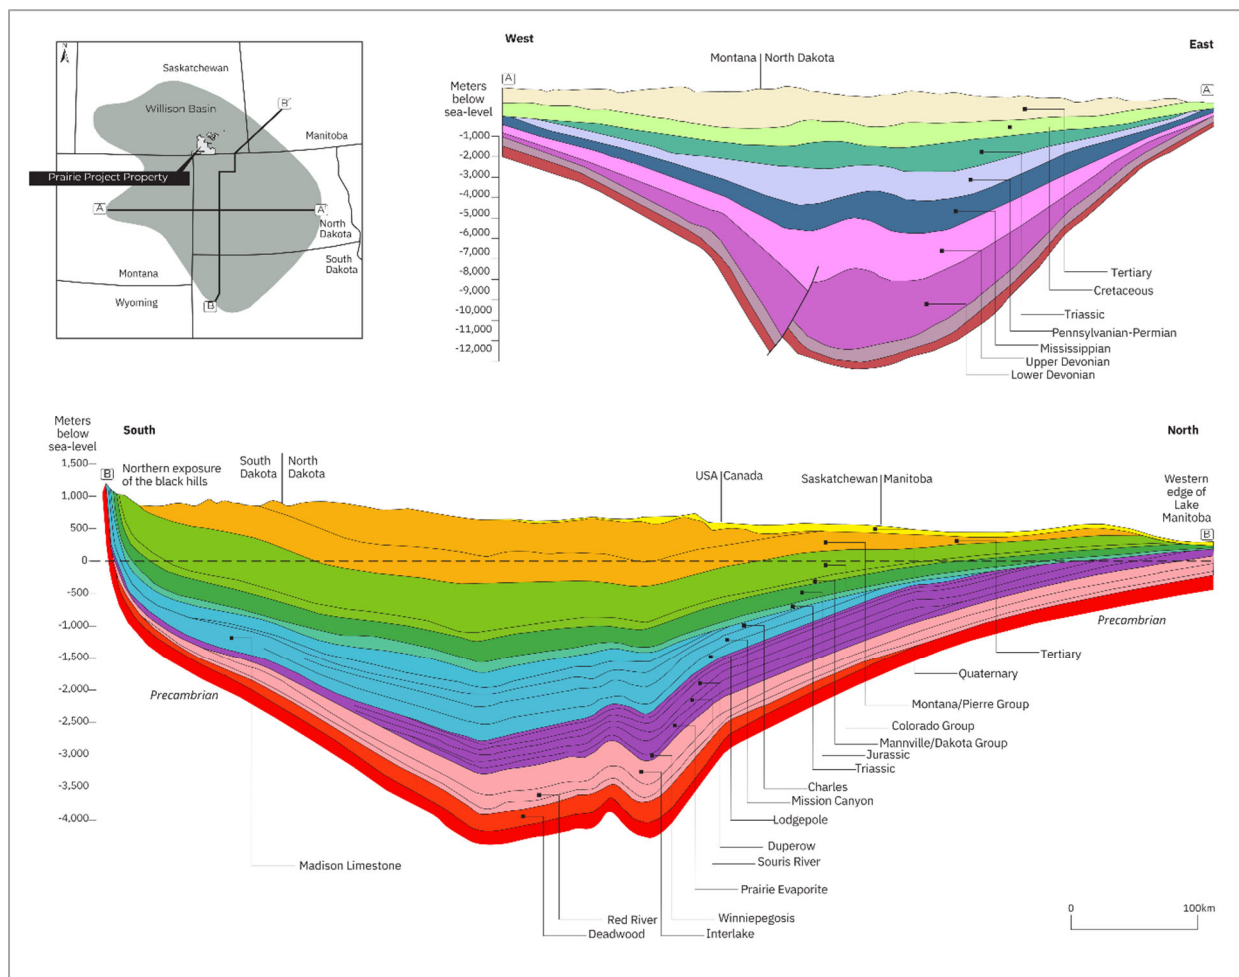 N
Saskatchewan
Willison Basin
B'
Manitoba
Prairie Project Property
A
A'
North
Dakota
South
Dakota
Montana
Wyoming
B
West
East
Montana
North Dakota
A
A'
Meters
below
sea-level
-1,000
-2,000
-3,000
-4,000
-5,000
-6,000
-7,000
-8,000
-9,000
-10,000
-11,000
-12,000
Tertiary
Cretaceous
Triassic
Pennsylvanian-Permian
Mississippian
Upper Devonian
Lower Devonian
Meters
below
sea-level
South
North
1,500
1,000
500
0
-500
-1,000
-1,500
-2,000
-2,500
-3,000
-3,500
-4,000
B
Northern exposure
of the black hills
South
Dakota
North
Dakota
USA
Canada
Saskatchewan
Manitoba
Western
edge of
Lake
Manitoba
B'
Precambrian
Precambrian
Tertiary
Quaternary
Montana/Pierre Group
Colorado Group
Mannville/Dakota Group
Jurassic
Triassic
Charles
Mission Canyon
Lodgepole
Duperow
Souris River
Prairie Evaporite
Winniepegosis
Interlake
Red River
Deadwood
Madison Limestone
0
100km